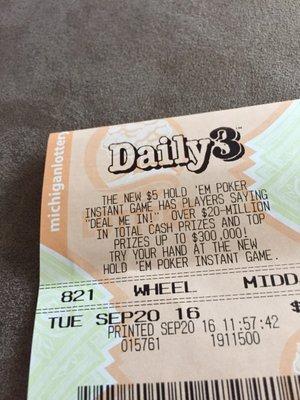 michiganlotter
Daily3
THE NEW $5 HOLD 'EM POKER
INSTANT GAME HAS PLAYERS SAYING
"DEAL ME IN!" OVER $20-MILLION
IN TOTAL CASH PRIZES AND TOP
PRIZES UP TO $300,000!
TRY YOUR HAND AT THE NEW
HOLD 'EM POKER INSTANT GAME.
821 WHEEL MIDD
TUE SEP20 16 $
PRINTED SEP20 16 11:57:42
015761 1911500